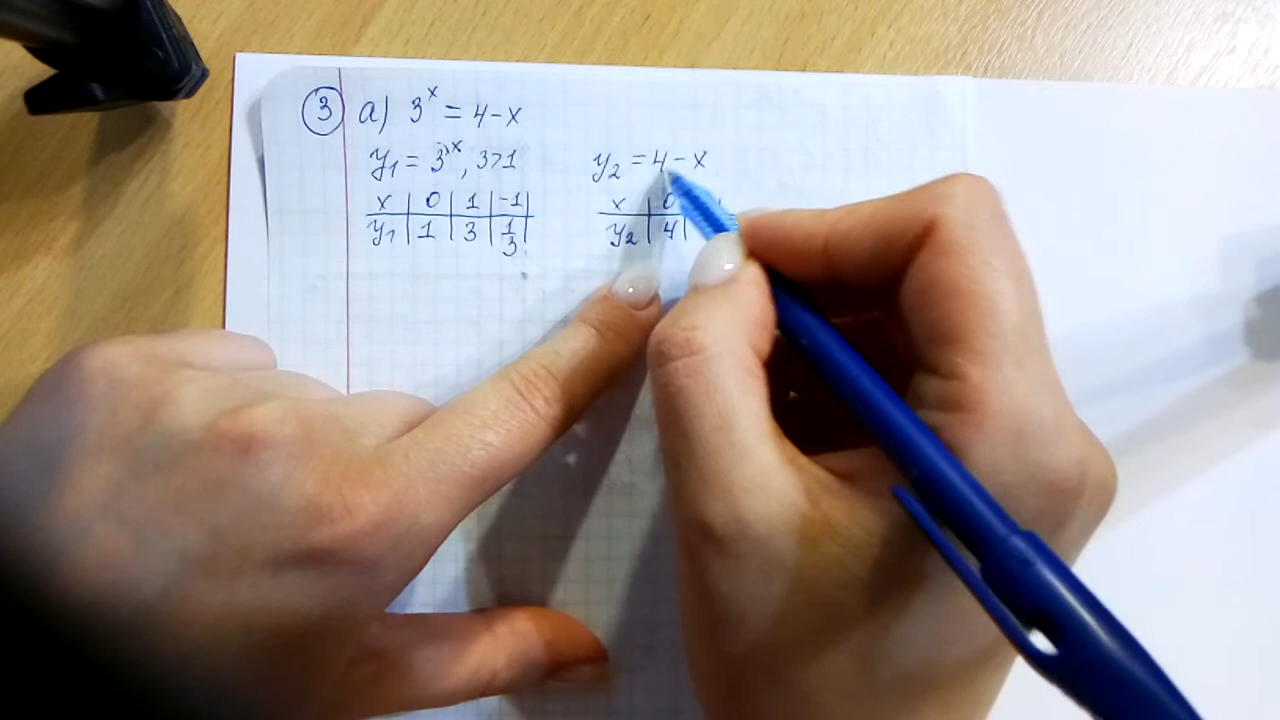 3 a) 3^x = 4-x
y₁ = 3^x, 3>1 y₂ = 4-x
x | 0 | 1 | -1 | x | 0
y₁ | 1 | 3 | 1/3 | y₂ | 4 |